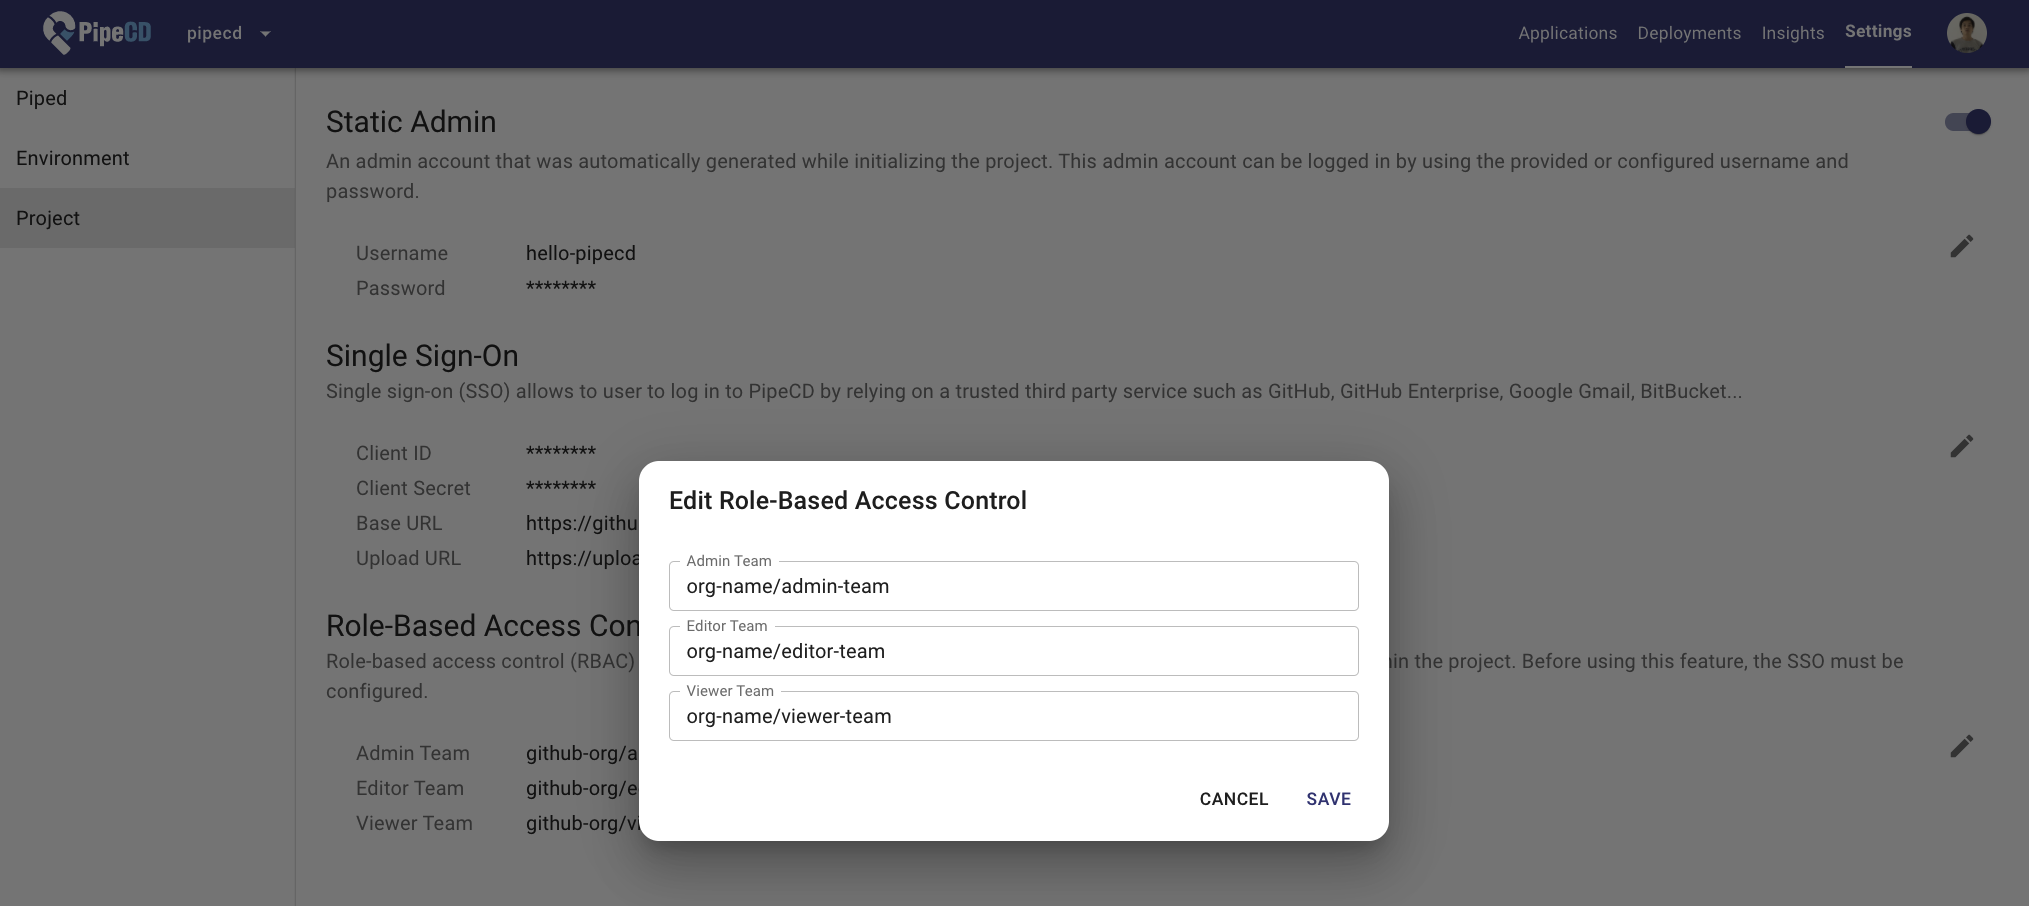 PipeCD
pipecd
Applications
Deployments
Insights
Settings
Piped
Environment
Project
Static Admin
An admin account that was automatically generated while initializing the project. This admin account can be logged in by using the provided or configured username and
password.
Username hello-pipecd
Password ********
Single Sign-On
Single sign-on (SSO) allows to user to log in to PipeCD by relying on a trusted third party service such as GitHub, GitHub Enterprise, Google Gmail, BitBucket...
Client ID ********
Client Secret ********
Base URL https://githu
Upload URL https://uploa
Role-Based Access Con
Role-based access control (RBAC) in the project. Before using this feature, the SSO must be
configured.
Admin Team github-org/a
Editor Team github-org/e
Viewer Team github-org/vi
Edit Role-Based Access Control
Admin Team
org-name/admin-team
Editor Team
org-name/editor-team
Viewer Team
org-name/viewer-team
CANCEL
SAVE